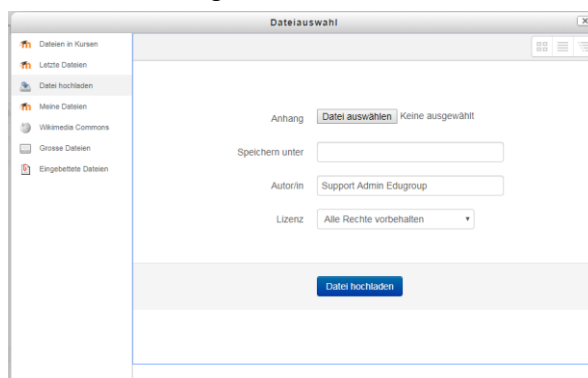 Dateiauswahl
Dateien in Kursen
Letzte Dateien
Datei hochladen
Meine Dateien
Wikimedia Commons
Grosse Dateien
Eingebettete Dateien
Anhang Datei auswählen Keine ausgewählt
Speichern unter
Autor/in Support Admin Edugroup
Lizenz Alle Rechte vorbehalten
Datei hochladen